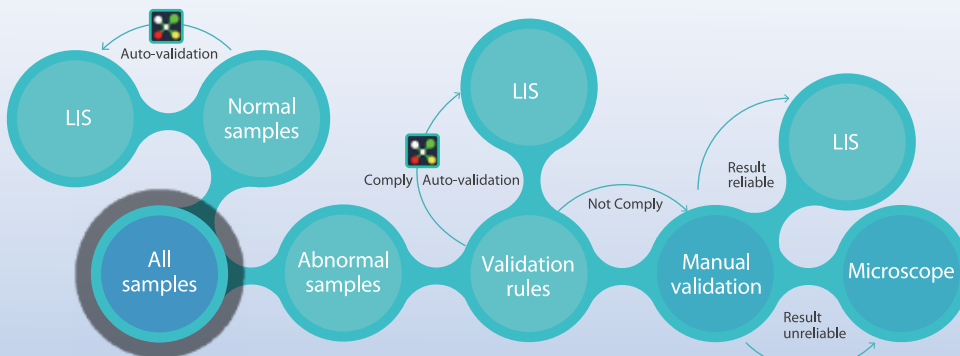 Auto-validation
LIS
Normal
samples
LIS
Comply
Auto-validation
LIS
Result
reliable
Not Comply
All
samples
Abnormal
samples
Validation
rules
Manual
validation
Microscope
Result
unreliable